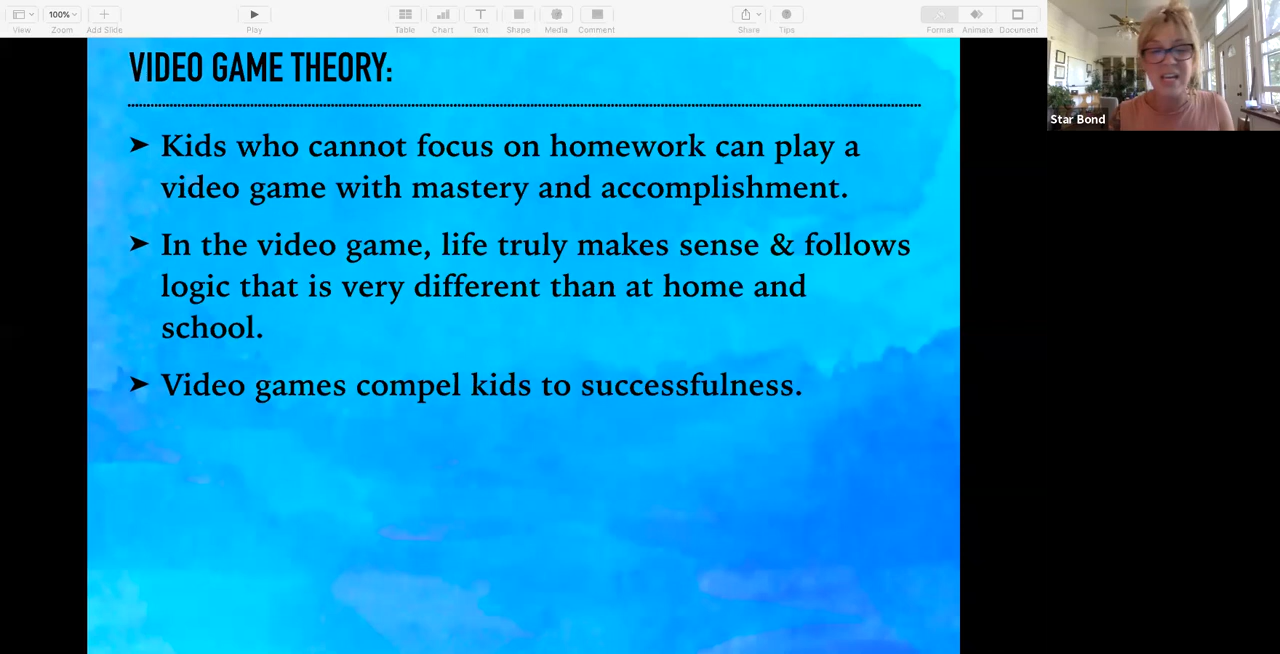 View
100%
Zoom
Add Slide
Play
Table
Chart
Text
Shape
Media
Comment
Share
Tips
Format
Animate
Document
Star Bond
VIDEO GAME THEORY:
➤ Kids who cannot focus on homework can play a
video game with mastery and accomplishment.
➤ In the video game, life truly makes sense & follows
logic that is very different than at home and
school.
➤ Video games compel kids to successfulness.